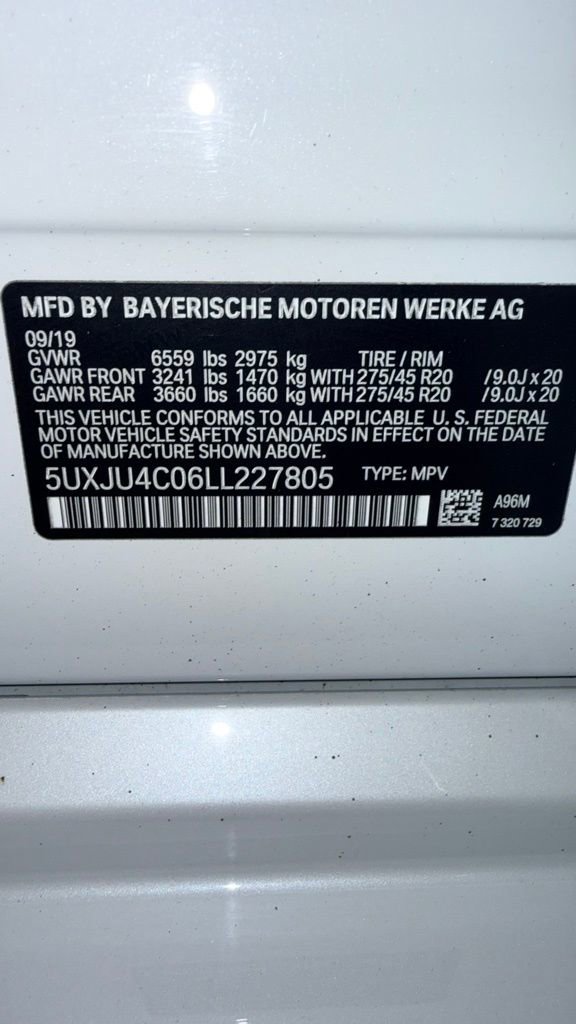 MFD BY BAYERISCHE MOTOREN WERKE AG
09/19
GVWR 6559 lbs 2975 kg TIRE / RIM
GAWR FRONT 3241 lbs 1470 kg WITH 275/45 R20 /9.0J x 20
GAWR REAR 3660 lbs 1660 kg WITH 275/45 R20 /9.0J x 20
THIS VEHICLE CONFORMS TO ALL APPLICABLE U. S. FEDERAL
MOTOR VEHICLE SAFETY STANDARDS IN EFFECT ON THE DATE
OF MANUFACTURE SHOWN ABOVE.
5UXJU4C06LL227805 TYPE: MPV
A96M
7 320 729